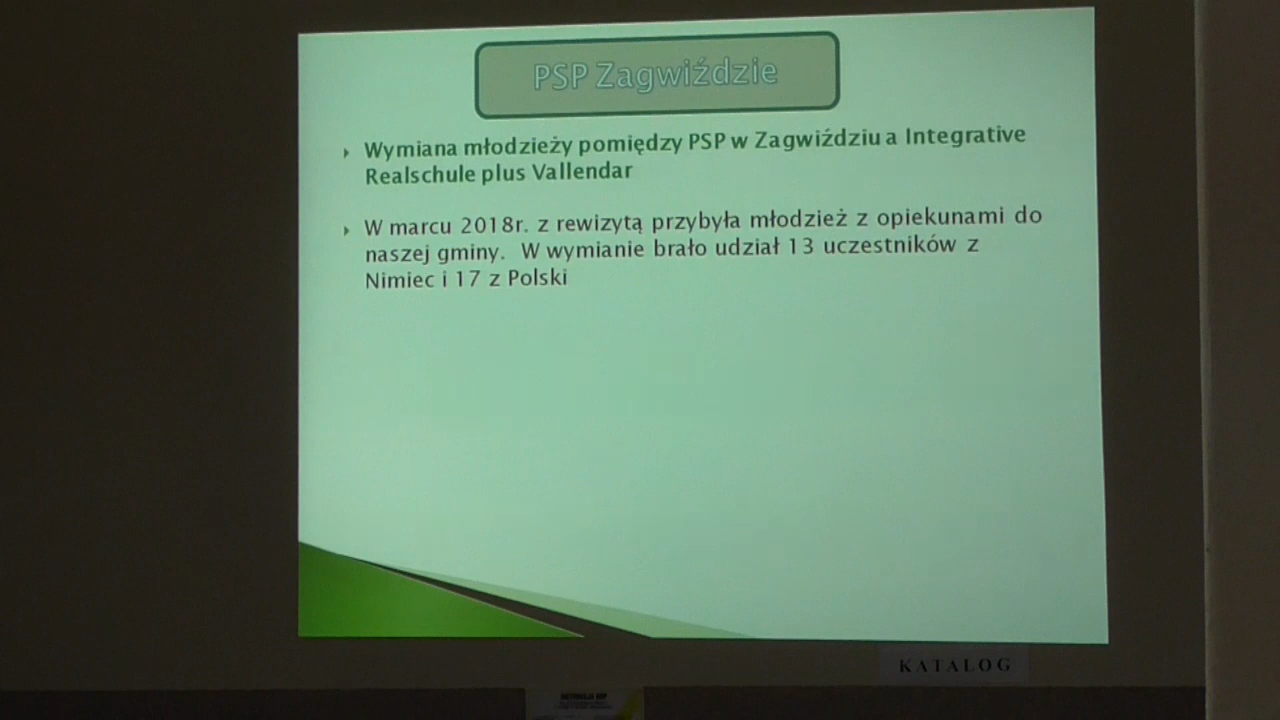 PSP Zagwiździe
Wymiana młodzieży pomiędzy PSP w Zagwiździu a Integrative
Realschule plus Vallendar
W marcu 2018r. z rewizytą przybyła młodzież z opiekunami do
naszej gminy. W wymianie brało udział 13 uczestników z
Nimiec i 17 z Polski
KATALOG